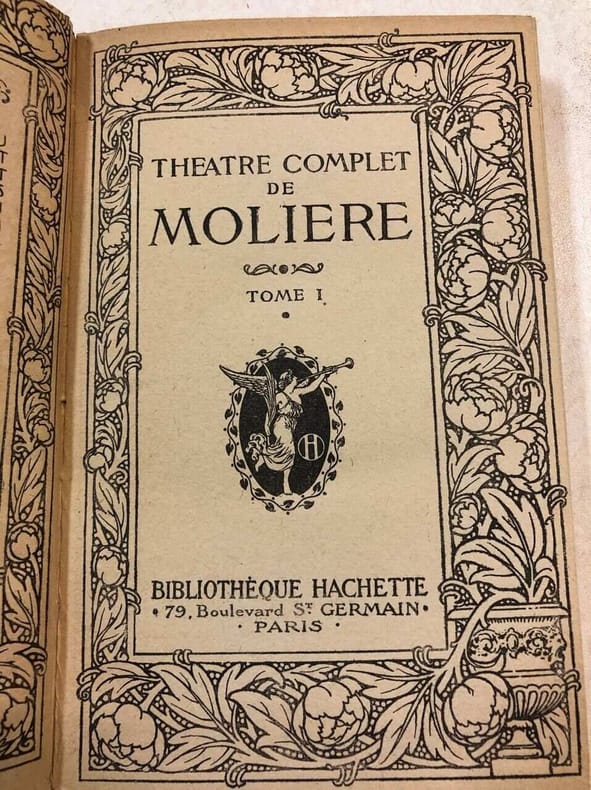 THEATRE COMPLET
DE
MOLIERE
TOME I
H
BIBLIOTHÈQUE HACHETTE
• 79, Boulevard ST GERMAIN •
• PARIS •